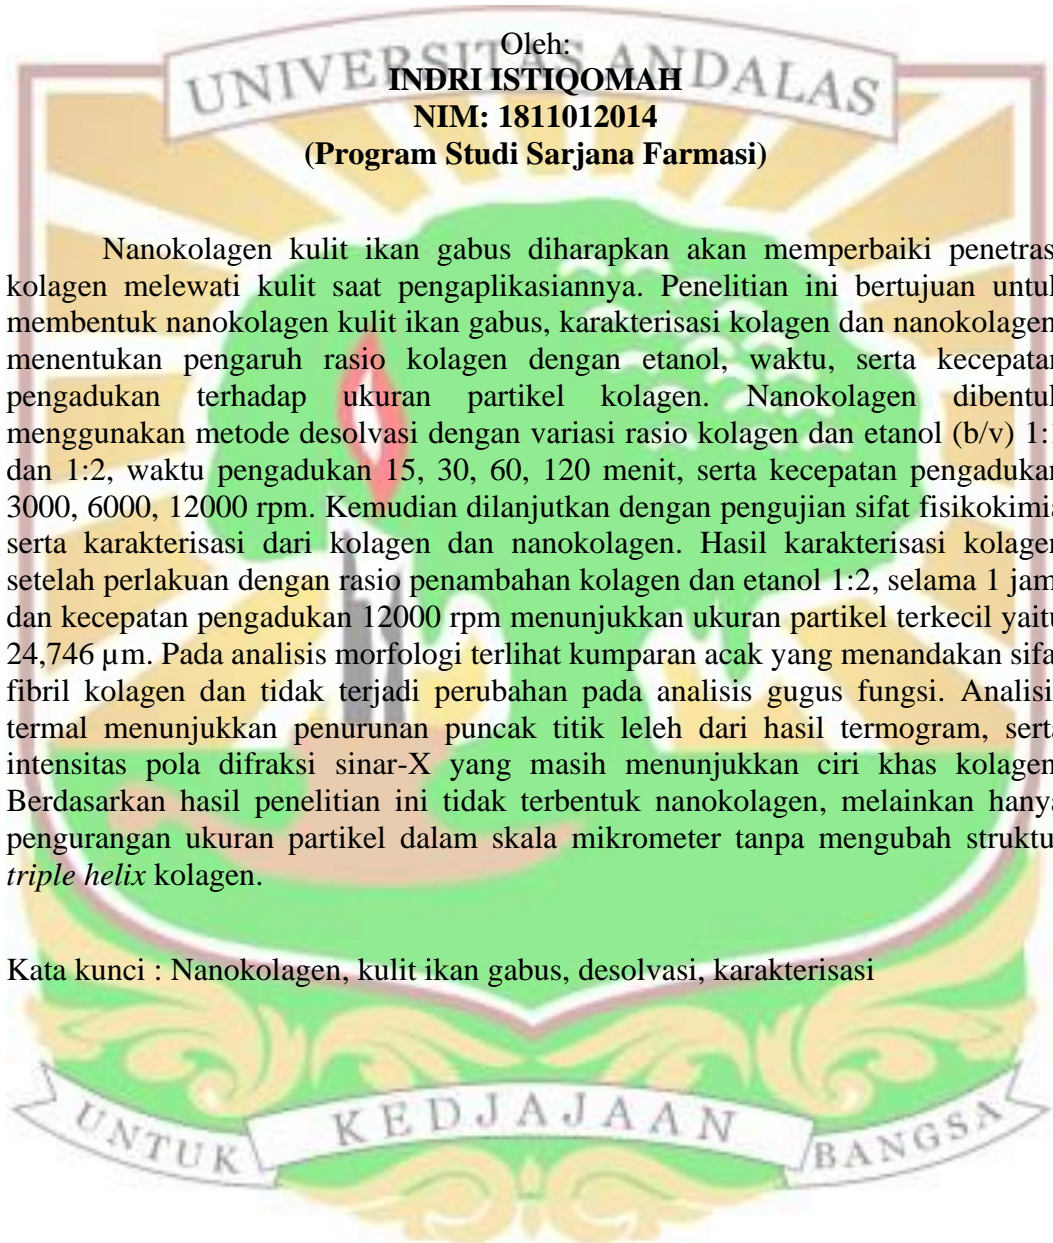 UNIVERSITAS ANDALAS
Oleh:
INDRI ISTIQOMAH
NIM: 1811012014
(Program Studi Sarjana Farmasi)
Nanokolagen kulit ikan gabus diharapkan akan memperbaiki penetras
kolagen melewati kulit saat pengaplikasiannya. Penelitian ini bertujuan untuk
membentuk nanokolagen kulit ikan gabus, karakterisasi kolagen dan nanokolagen
menentukan pengaruh rasio kolagen dengan etanol, waktu, serta kecepatan
pengadukan terhadap ukuran partikel kolagen. Nanokolagen dibentuk
menggunakan metode desolvasi dengan variasi rasio kolagen dan etanol (b/v) 1:1
dan 1:2, waktu pengadukan 15, 30, 60, 120 menit, serta kecepatan pengadukan
3000, 6000, 12000 rpm. Kemudian dilanjutkan dengan pengujian sifat fisikokimia
serta karakterisasi dari kolagen dan nanokolagen. Hasil karakterisasi kolagen
setelah perlakuan dengan rasio penambahan kolagen dan etanol 1:2, selama 1 jam
dan kecepatan pengadukan 12000 rpm menunjukkan ukuran partikel terkecil yaitu
24,746 µm. Pada analisis morfologi terlihat kumparan acak yang menandakan sifa
fibril kolagen dan tidak terjadi perubahan pada analisis gugus fungsi. Analisi
termal menunjukkan penurunan puncak titik leleh dari hasil termogram, serta
intensitas pola difraksi sinar-X yang masih menunjukkan ciri khas kolagen
Berdasarkan hasil penelitian ini tidak terbentuk nanokolagen, melainkan hanya
pengurangan ukuran partikel dalam skala mikrometer tanpa mengubah struktu
triple helix kolagen.
Kata kunci : Nanokolagen, kulit ikan gabus, desolvasi, karakterisasi
UNTUK KEDJAJAAN BANGSA